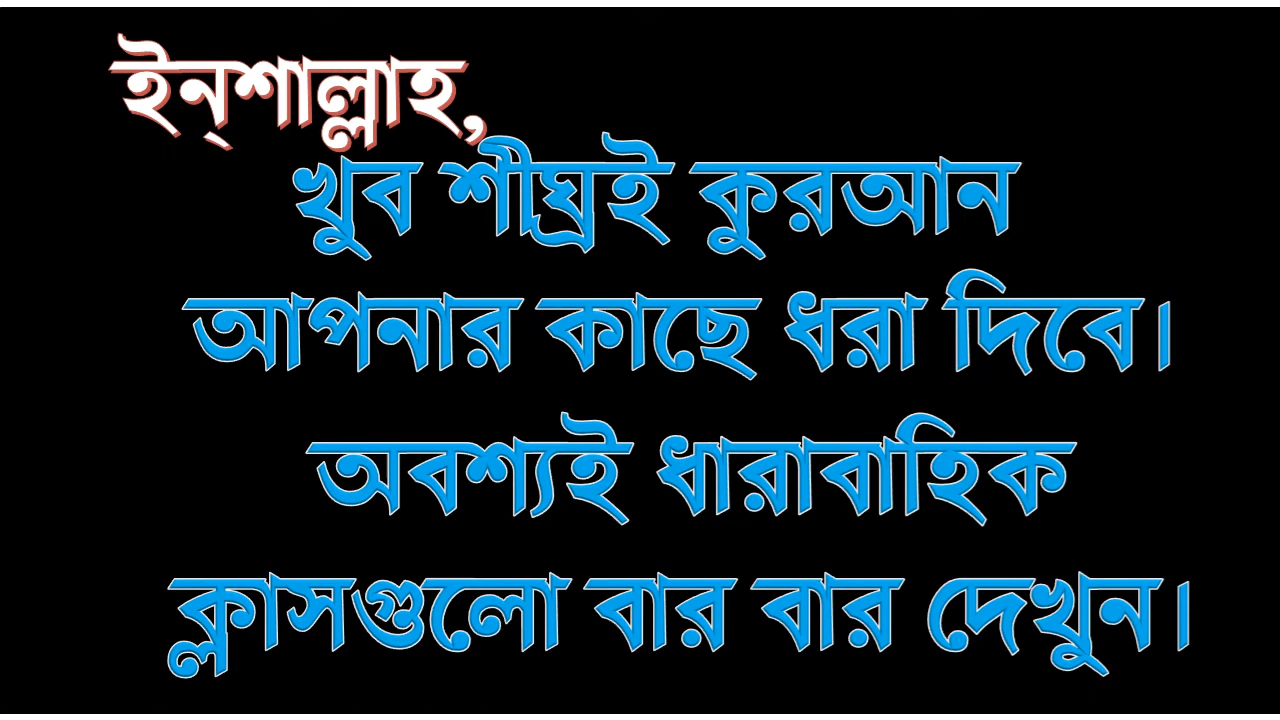 ইন্‌শাল্লাহ,
খুব শীঘ্রই কুরআন
আপনার কাছে ধরা দিবে।
অবশ্যই ধারাবাহিক
ক্লাসগুলো বার বার দেখুন।